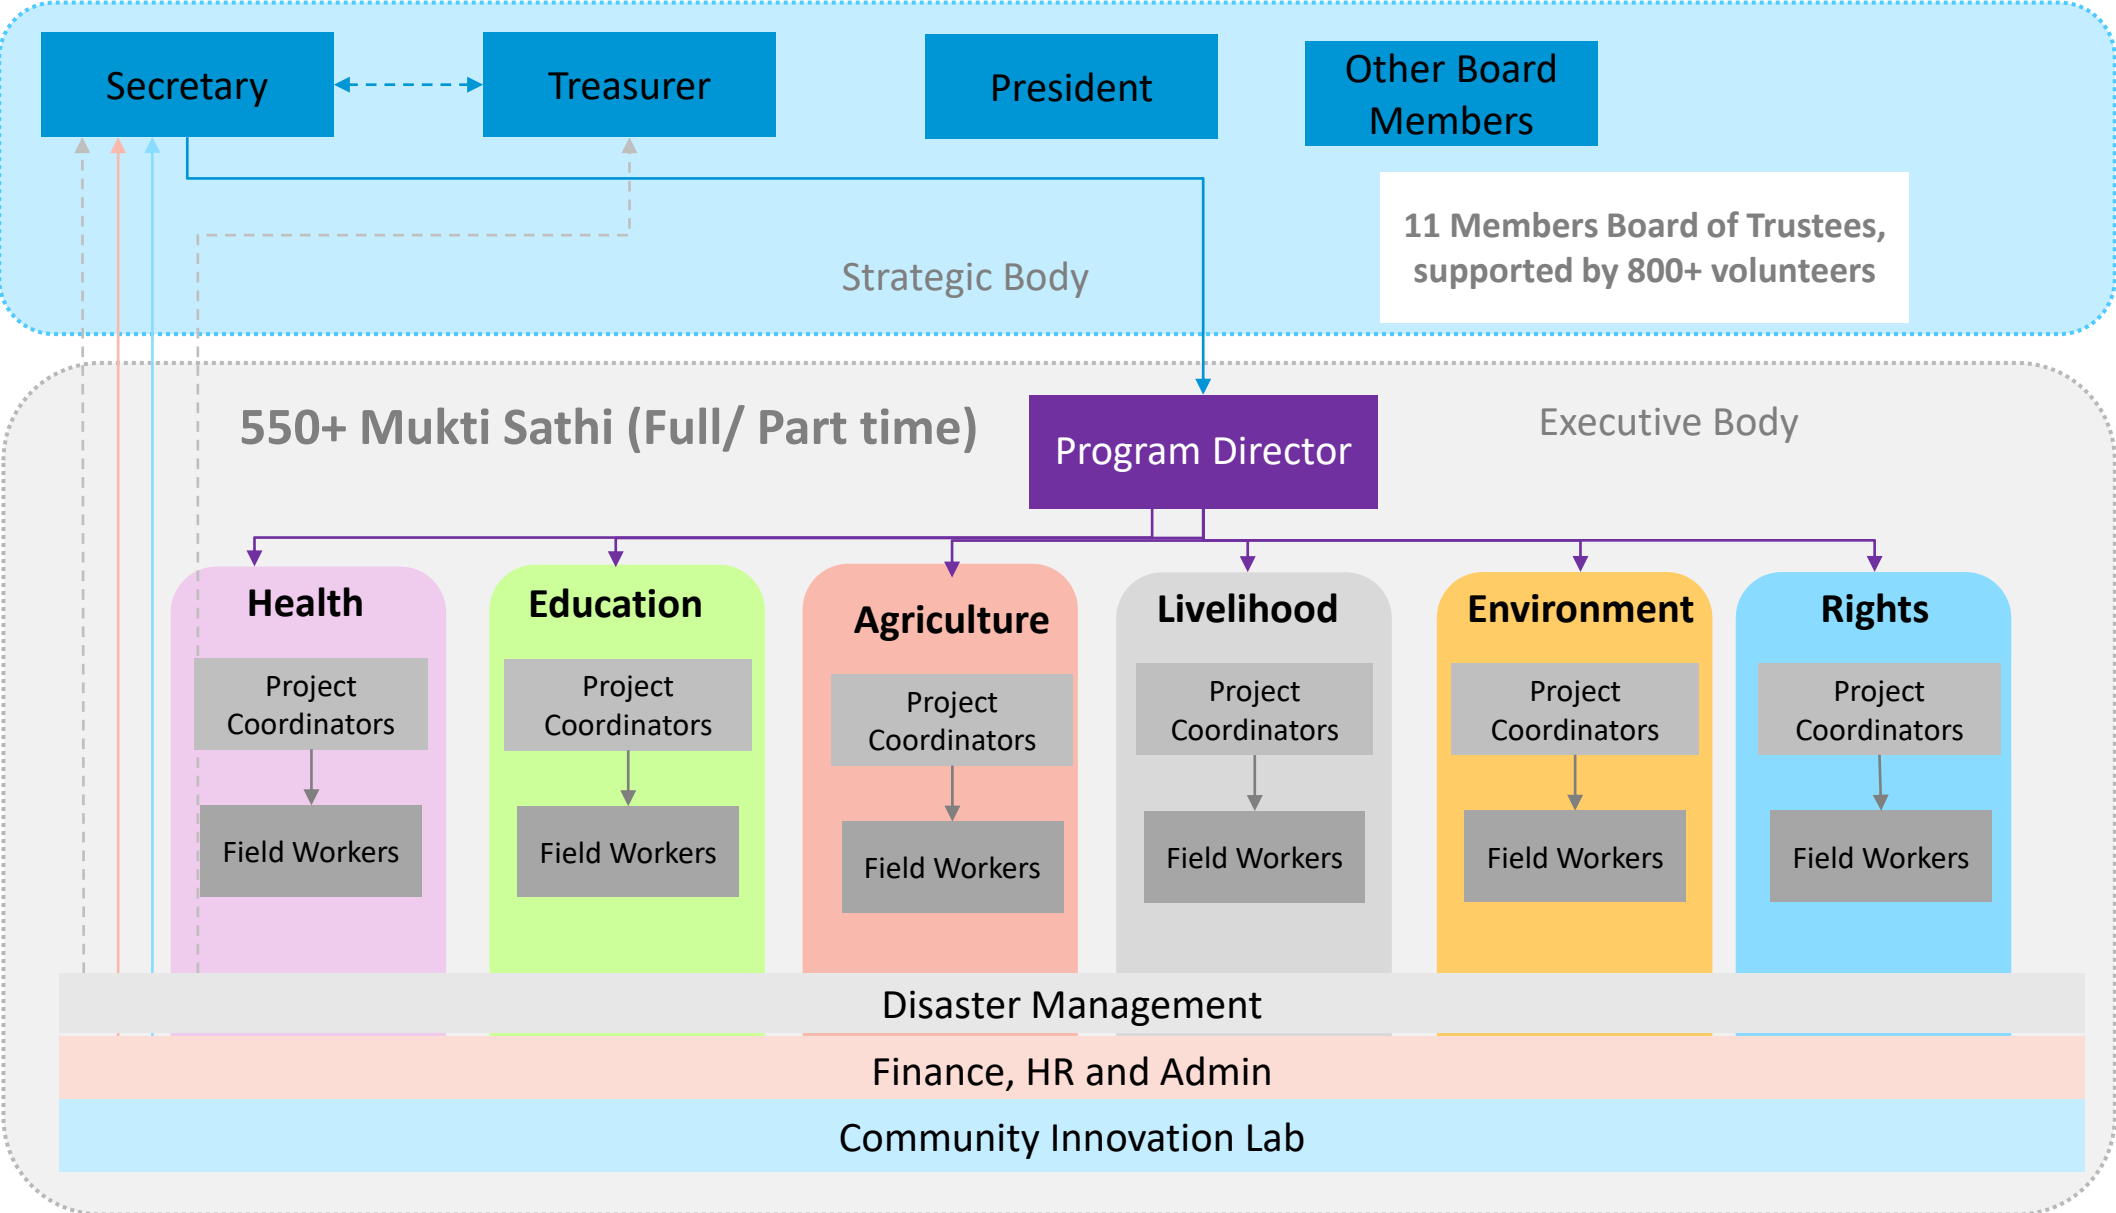 Secretary
Treasurer
President
Other Board
Members
11 Members Board of Trustees,
supported by 800+ volunteers
Strategic Body
550+ Mukti Sathi (Full/ Part time)
Program Director
Executive Body
Health
Project
Coordinators
Field Workers
Education
Project
Coordinators
Field Workers
Agriculture
Project
Coordinators
Field Workers
Livelihood
Project
Coordinators
Field Workers
Environment
Project
Coordinators
Field Workers
Rights
Project
Coordinators
Field Workers
Disaster Management
Finance, HR and Admin
Community Innovation Lab